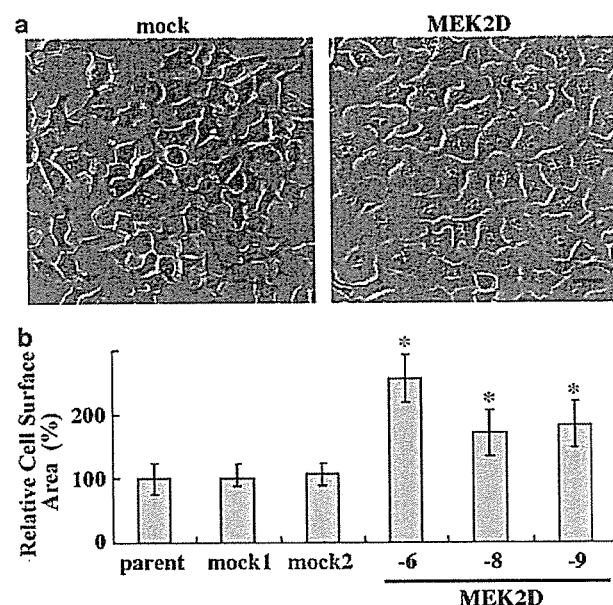 a
mock MEK2D
b
Relative Cell Surface
Area (%)
200
100
0
* * *
parent mock1 mock2 -6 -8 -9
MEK2D